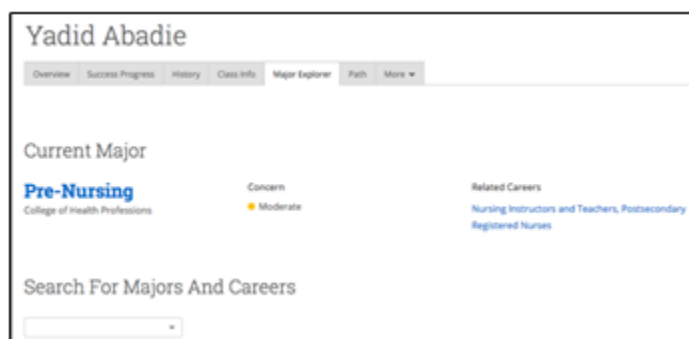 Yadid Abadie
Overview Success Progress History Class Info Major Explorer Path More
Current Major
Pre-Nursing
College of Health Professions
Concern
Moderate
Related Careers
Nursing Instructors and Teachers, Postsecondary
Registered Nurses
Search For Majors And Careers